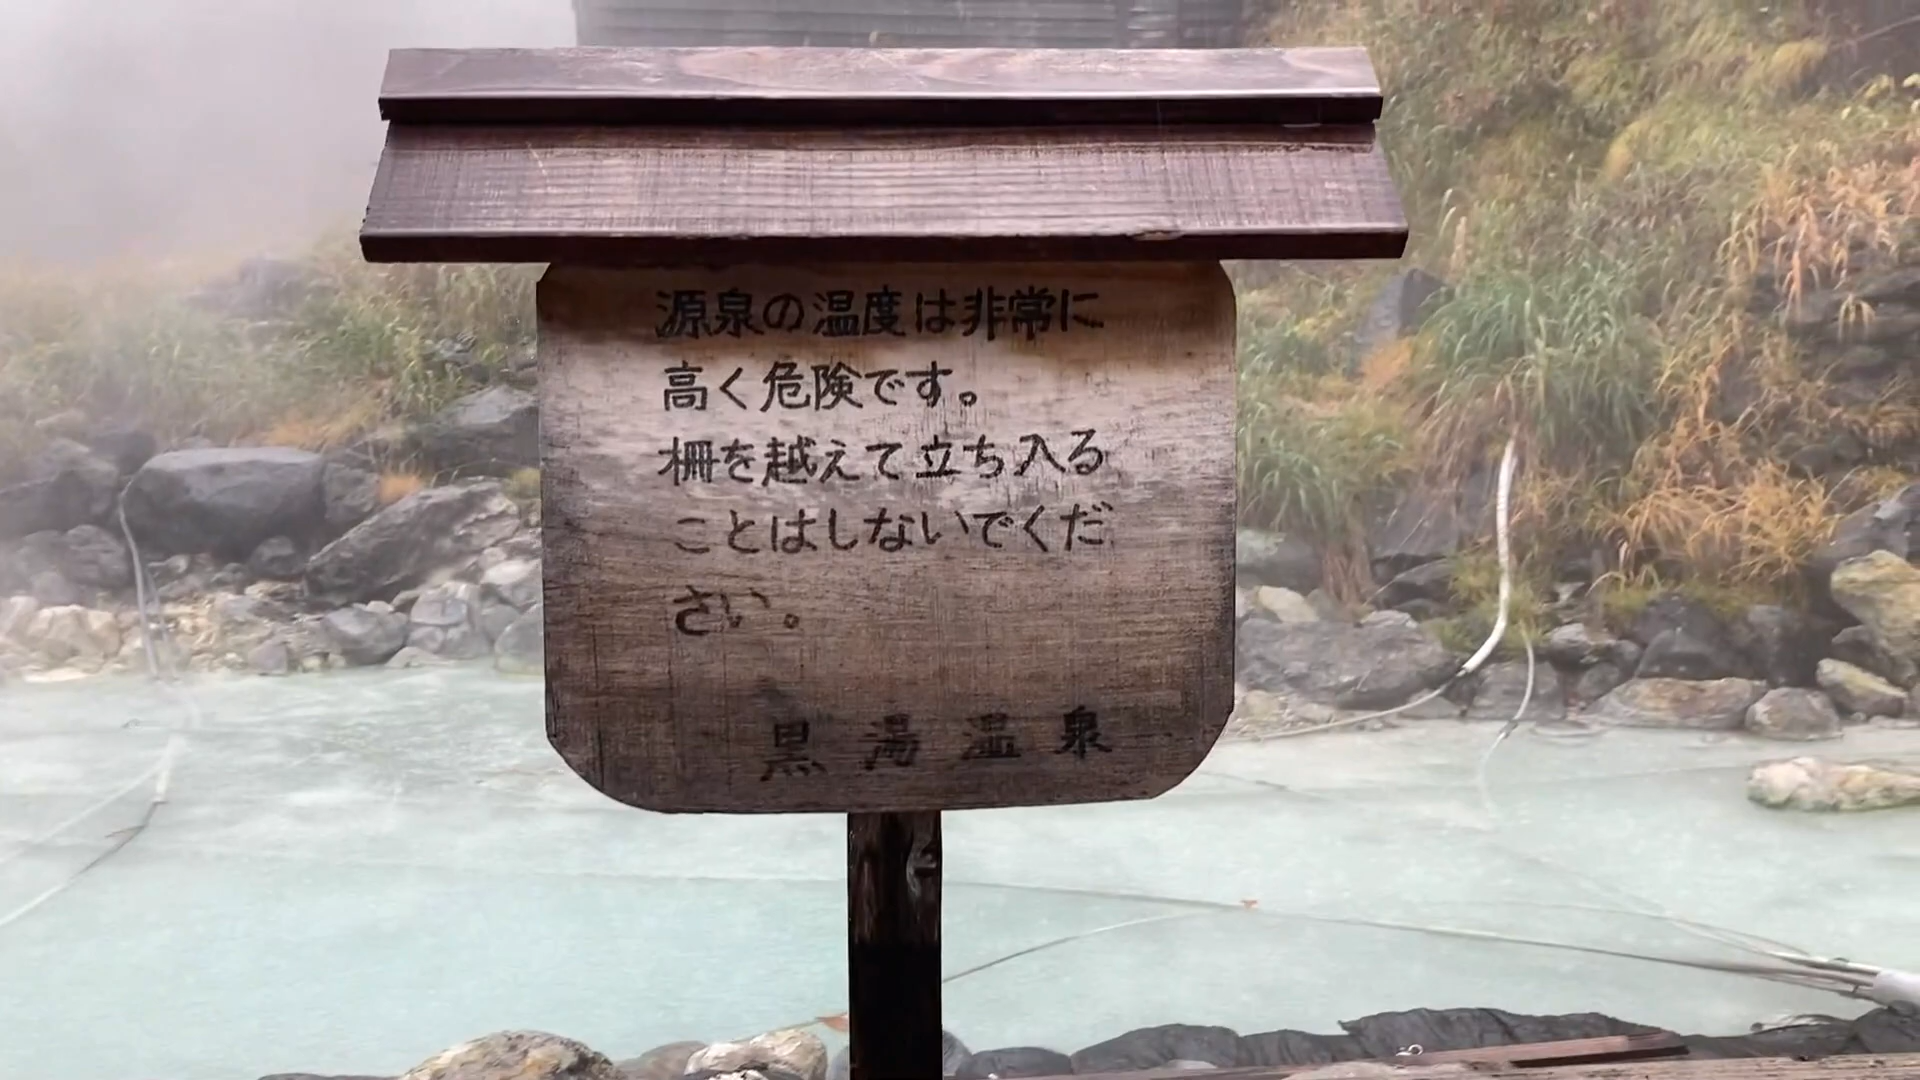 源泉の温度は非常に
高く危険です。
柵を越えて立ち入る
ことはしないでくだ
さい。
黒湯温泉